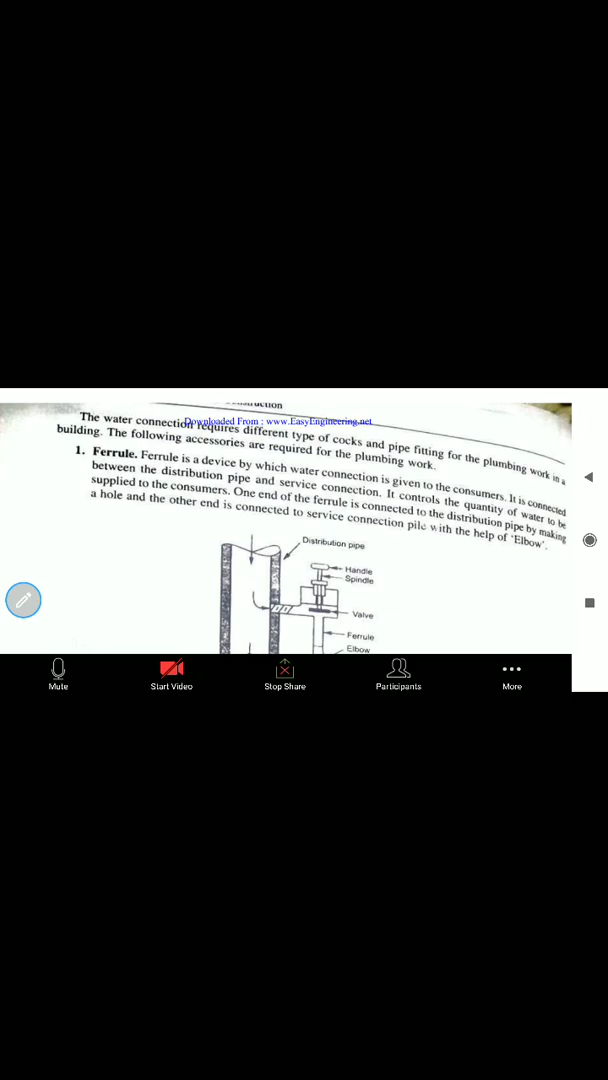 The water connection requires different type of cocks and pipe fitting for the plumbing work in a
Downloaded From : www.EasyEngineering.net
building. The following accessories are required for the plumbing work.
1. Ferrule. Ferrule is a device by which water connection is given to the consumers. It is connected
between the distribution pipe and service connection. It controls the quantity of water to be
supplied to the consumers. One end of the ferrule is connected to the distribution pipe by making
a hole and the other end is connected to service connection pile with the help of 'Elbow'.
Distribution pipe
Handle
Spindle
Valve
Ferrule
Elbow
Mute
Start Video
Stop Share
Participants
More